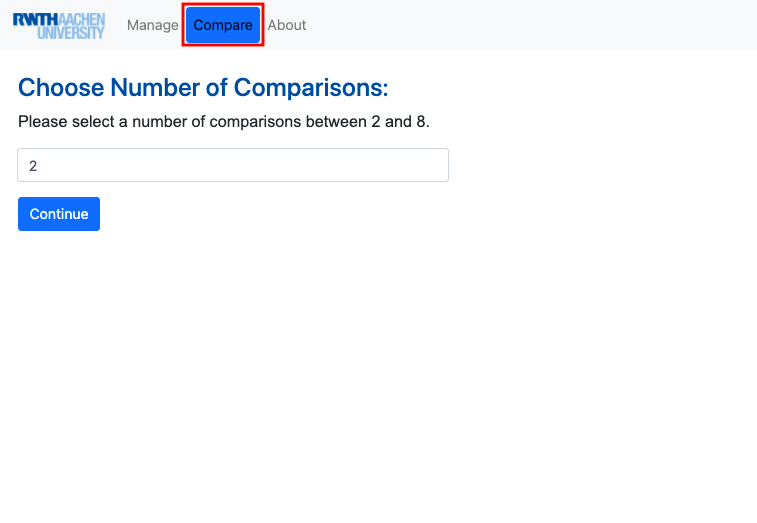 RWTHAACHEN
UNIVERSITY
Manage Compare About
Choose Number of Comparisons:
Please select a number of comparisons between 2 and 8.
2
Continue